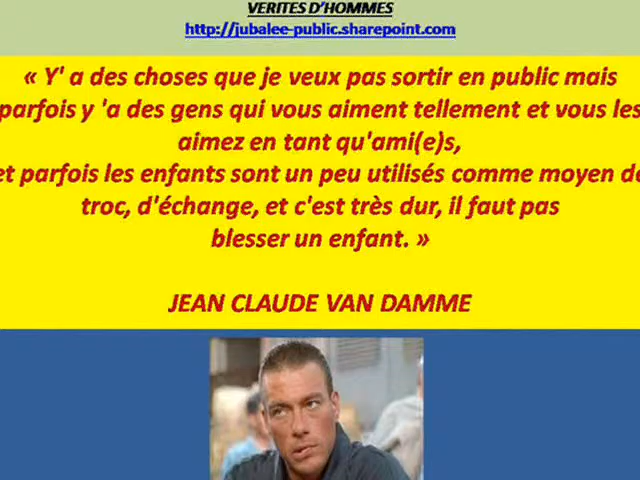 VERITES D'HOMMES
http://jubalee-public.sharepoint.com
« Y' a des choses que je veux pas sortir en public mais
parfois y 'a des gens qui vous aiment tellement et vous les
aimez en tant qu'ami(e)s,
et parfois les enfants sont un peu utilisés comme moyen de
troc, d'échange, et c'est très dur, il faut pas
blesser un enfant. »
JEAN CLAUDE VAN DAMME